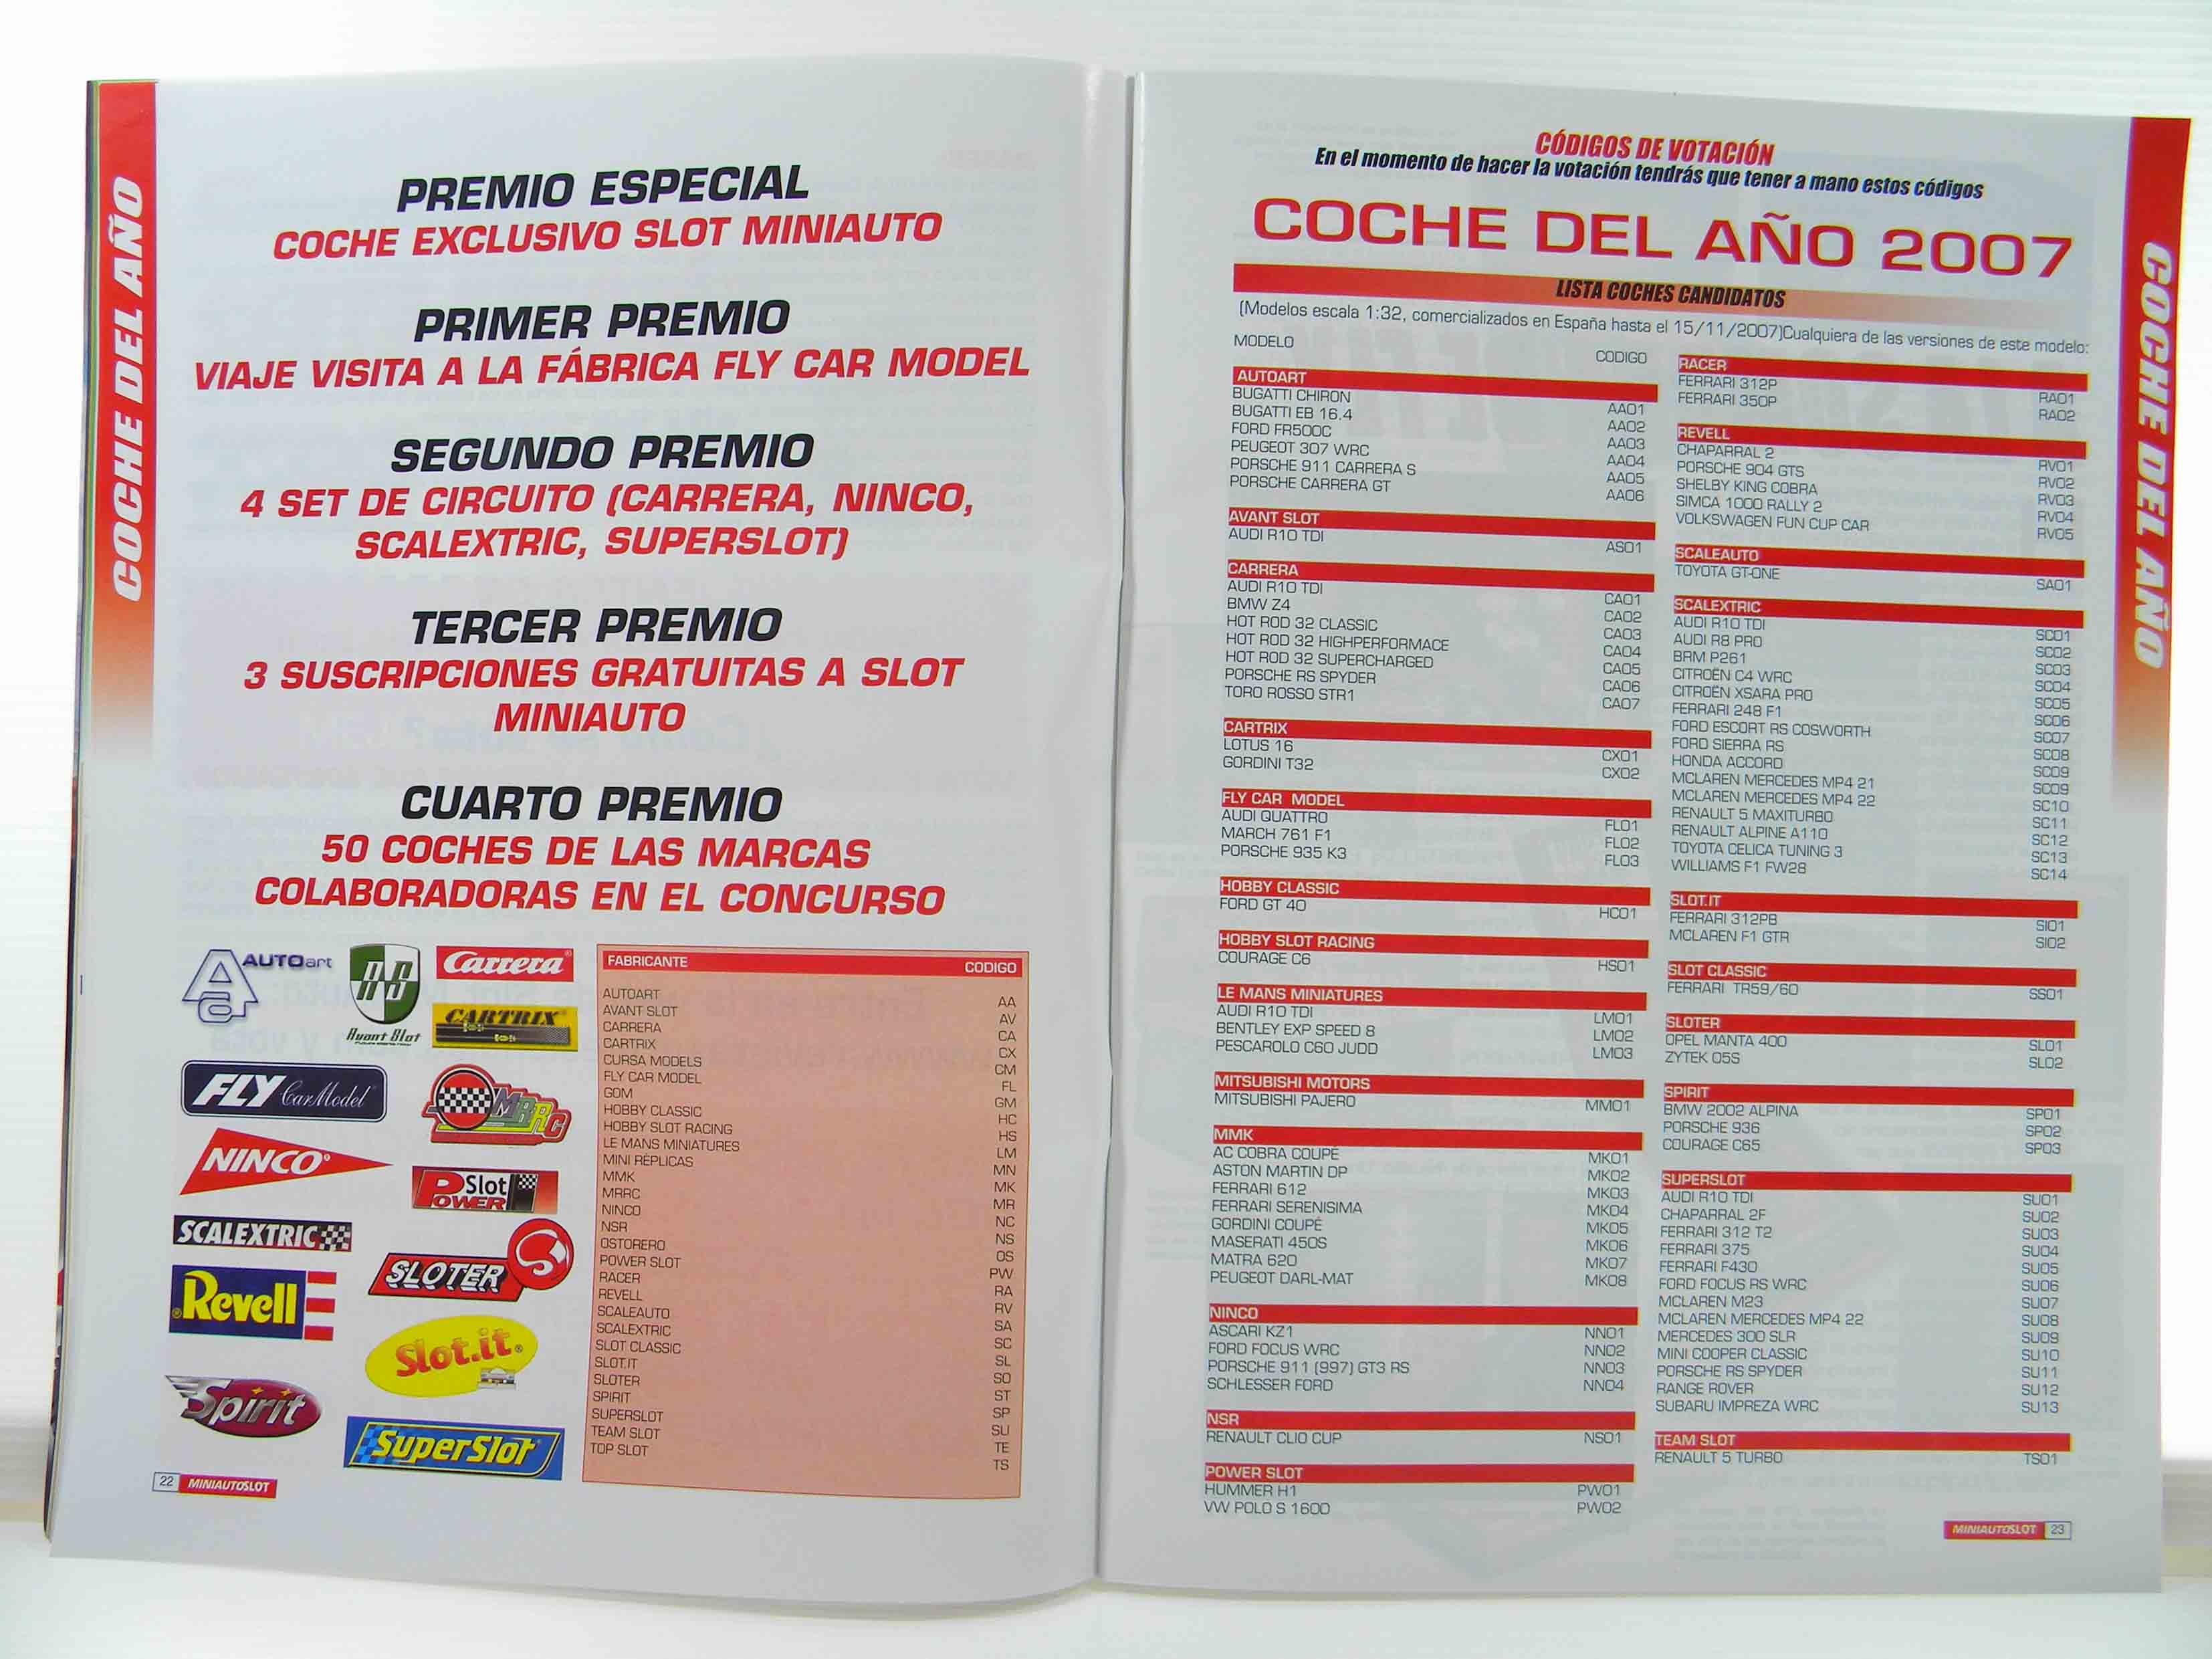 COCHE DEL AÑO
PREMIO ESPECIAL
COCHE EXCLUSIVO SLOT MINIAUTO
PRIMER PREMIO
VIAJE VISITA A LA FÁBRICA FLY CAR MODEL
SEGUNDO PREMIO
4 SET DE CIRCUITO (CARRERA, NINCO,
SCALEXTRIC, SUPERSLOT)
TERCER PREMIO
3 SUSCRIPCIONES GRATUITAS A SLOT
MINIAUTO
CUARTO PREMIO
50 COCHES DE LAS MARCAS
COLABORADORAS EN EL CONCURSO
Aa AUTOart
AS Avant Slot
Carrera
CARTRIX
FLY Car Model
MRRC
NINCO
Power Slot
SCALEXTRIC
SLOTER
Revell
Slot.it
Spirit
SuperSlot
FABRICANTE CODIGO
AUTOART AA
AVANT SLOT AV
CARRERA CA
CARTRIX CX
CURSA MODELS CM
FLY CAR MODEL FL
GOM GM
HOBBY CLASSIC HC
HOBBY SLOT RACING HS
LE MANS MINIATURES LM
MINI RÉPLICAS MN
MMK MK
MRRC MR
NINCO NC
NSR NS
OSTORERO OS
POWER SLOT PW
RACER RA
REVELL RV
SCALEAUTO SA
SCALEXTRIC SC
SLOT CLASSIC SL
SLOT.IT SO
SLOTER ST
SPIRIT SP
SUPERSLOT SU
TEAM SLOT TE
TOP SLOT TS
22 MINIAUTOSLOT
CÓDIGOS DE VOTACIÓN
En el momento de hacer la votación tendrás que tener a mano estos códigos
COCHE DEL AÑO 2007
LISTA COCHES CANDIDATOS
(Modelos escala 1:32, comercializados en España hasta el 15/11/2007)Cualquiera de las versiones de este modelo:
MODELO CODIGO
AUTOART
BUGATTI CHIRON AA01
BUGATTI EB 16.4 AA02
FORD FR500C AA03
PEUGEOT 307 WRC AA04
PORSCHE 911 CARRERA S AA05
PORSCHE CARRERA GT AA06
AVANT SLOT
AUDI R10 TDI AS01
CARRERA
AUDI R10 TDI CA01
BMW Z4 CA02
HOT ROD 32 CLASSIC CA03
HOT ROD 32 HIGHPERFORMACE CA04
HOT ROD 32 SUPERCHARGED CA05
PORSCHE RS SPYDER CA06
TORO ROSSO STR1 CA07
CARTRIX
LOTUS 16 CX01
GORDINI T32 CX02
FLY CAR MODEL
AUDI QUATTRO FL01
MARCH 761 F1 FL02
PORSCHE 935 K3 FL03
HOBBY CLASSIC
FORD GT 40 HC01
HOBBY SLOT RACING
COURAGE C6 HS01
LE MANS MINIATURES
AUDI R10 TDI LM01
BENTLEY EXP SPEED 8 LM02
PESCAROLO C60 JUDD LM03
MITSUBISHI MOTORS
MITSUBISHI PAJERO MM01
MMK
AC COBRA COUPÉ MK01
ASTON MARTIN DP MK02
FERRARI 612 MK03
FERRARI SERENISIMA MK04
GORDINI COUPÉ MK05
MASERATI 450S MK06
MATRA 620 MK07
PEUGEOT DARL-MAT MK08
NINCO
ASCARI KZ1 NN01
FORD FOCUS WRC NN02
PORSCHE 911 (997) GT3 RS NN03
SCHLESSER FORD NN04
NSR
RENAULT CLIO CUP NS01
POWER SLOT
HUMMER H1 PW01
VW POLO S 1600 PW02
RACER
FERRARI 312P RA01
FERRARI 350P RA02
REVELL
CHAPARRAL 2 RV01
PORSCHE 904 GTS RV02
SHELBY KING COBRA RV03
SIMCA 1000 RALLY 2 RV04
VOLKSWAGEN FUN CUP CAR RV05
SCALEAUTO
TOYOTA GT-ONE SA01
SCALEXTRIC
AUDI R10 TDI SC01
AUDI R8 PRO SC02
BRM P261 SC03
CITROËN C4 WRC SC04
CITROËN XSARA PRO SC05
FERRARI 248 F1 SC06
FORD ESCORT RS COSWORTH SC07
FORD SIERRA RS SC08
HONDA ACCORD SC09
MCLAREN MERCEDES MP4 21 SC09
MCLAREN MERCEDES MP4 22 SC10
RENAULT 5 MAXITURBO SC11
RENAULT ALPINE A110 SC12
TOYOTA CELICA TUNING 3 SC13
WILLIAMS F1 FW28 SC14
SLOT.IT
FERRARI 312PB SI01
MCLAREN F1 GTR SI02
SLOT CLASSIC
FERRARI TR59/60 SS01
SLOTER
OPEL MANTA 400 SL01
ZYTEK 05S SL02
SPIRIT
BMW 2002 ALPINA SP01
PORSCHE 936 SP02
COURAGE C65 SP03
SUPERSLOT
AUDI R10 TDI SU01
CHAPARRAL 2F SU02
FERRARI 312 T2 SU03
FERRARI 375 SU04
FERRARI F430 SU05
FORD FOCUS RS WRC SU06
MCLAREN M23 SU07
MCLAREN MERCEDES MP4 22 SU08
MERCEDES 300 SLR SU09
MINI COOPER CLASSIC SU10
PORSCHE RS SPYDER SU11
RANGE ROVER SU12
SUBARU IMPREZA WRC SU13
TEAM SLOT
RENAULT 5 TURBO TS01
MINIAUTOSLOT 23
COCHE DEL AÑO